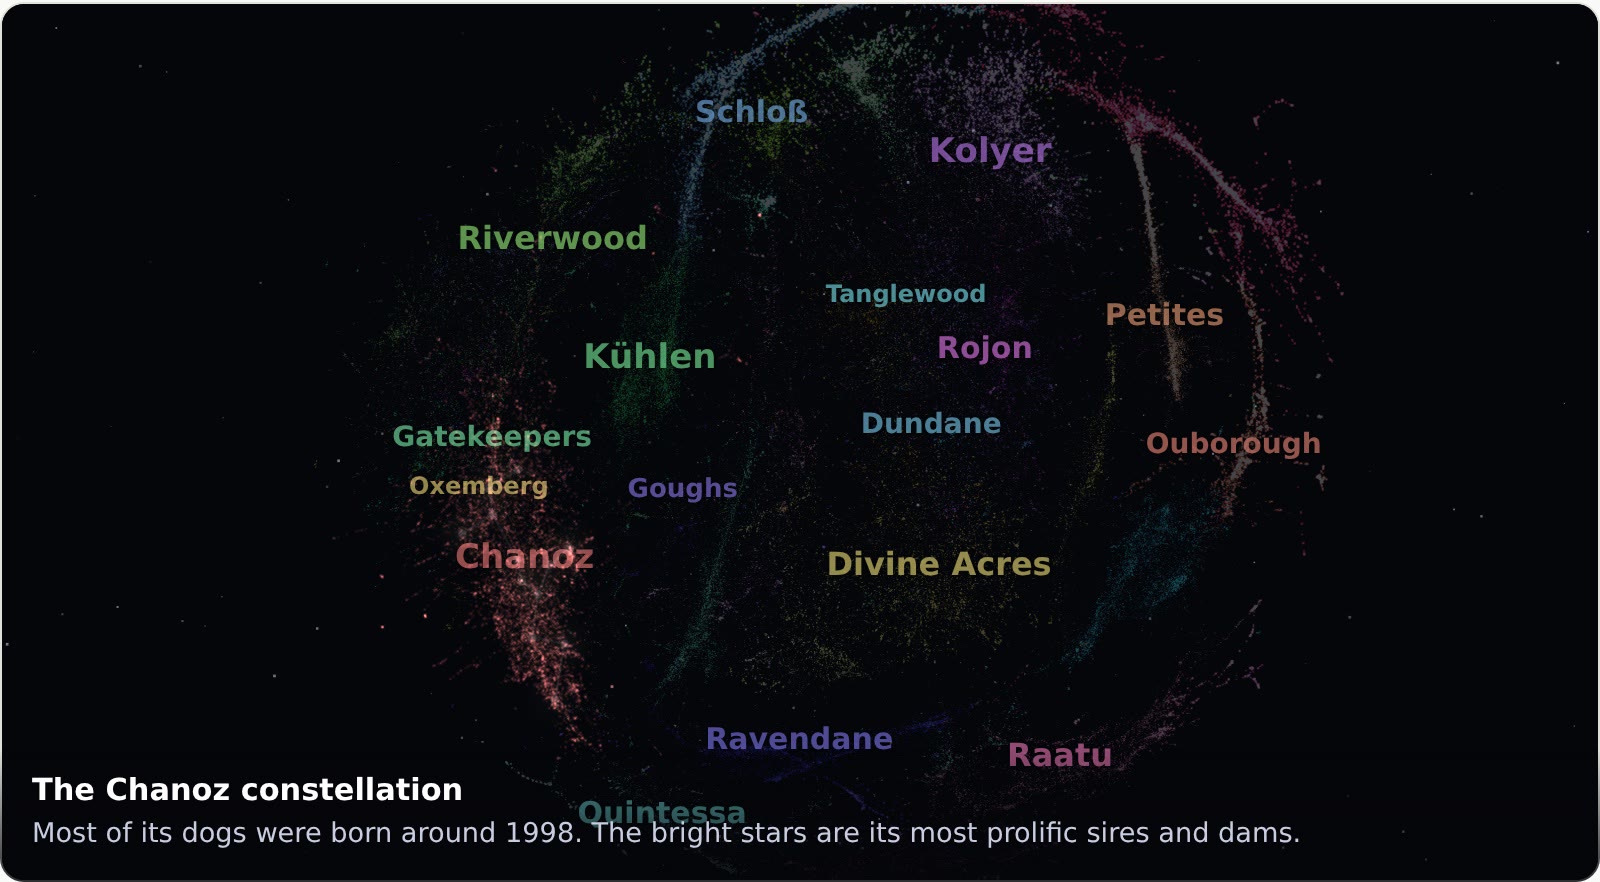 Schloß
Kolyer
Riverwood
Tanglewood
Petites
Rojon
Kühlen
Dundane
Gatekeepers
Ouborough
Oxemberg
Goughs
Chanoz
Divine Acres
Ravendane
Raatu
The Chanoz constellation
Quintessa
Most of its dogs were born around 1998. The bright stars are its most prolific sires and dams.